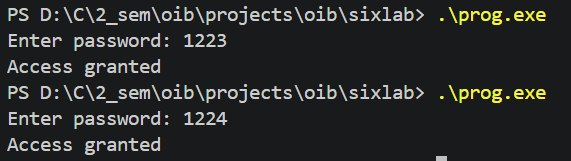 PS D:\C\2_sem\oib\projects\oib\sixlab> .\prog.exe
Enter password: 1223
Access granted
PS D:\C\2_sem\oib\projects\oib\sixlab> .\prog.exe
Enter password: 1224
Access granted